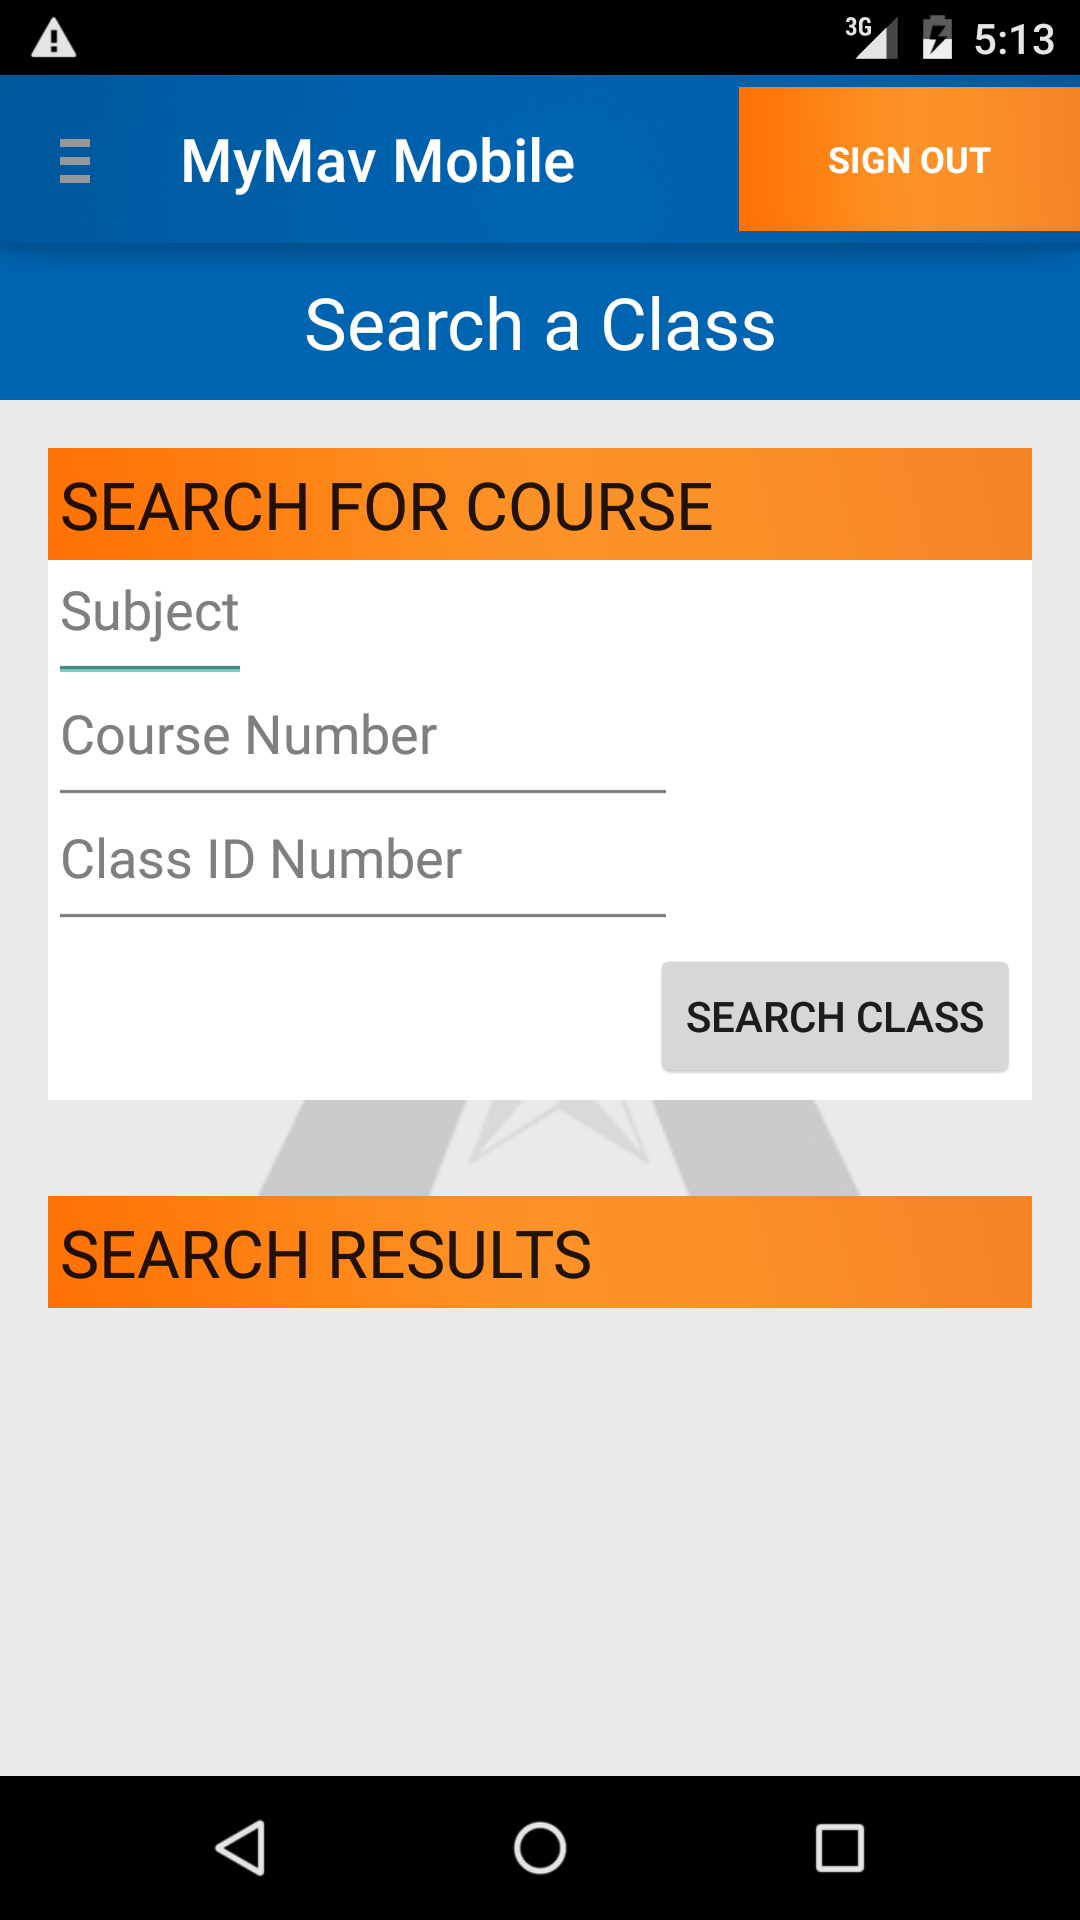 3G 5:13
MyMav Mobile
SIGN OUT
Search a Class
SEARCH FOR COURSE
Subject
Course Number
Class ID Number
SEARCH CLASS
SEARCH RESULTS